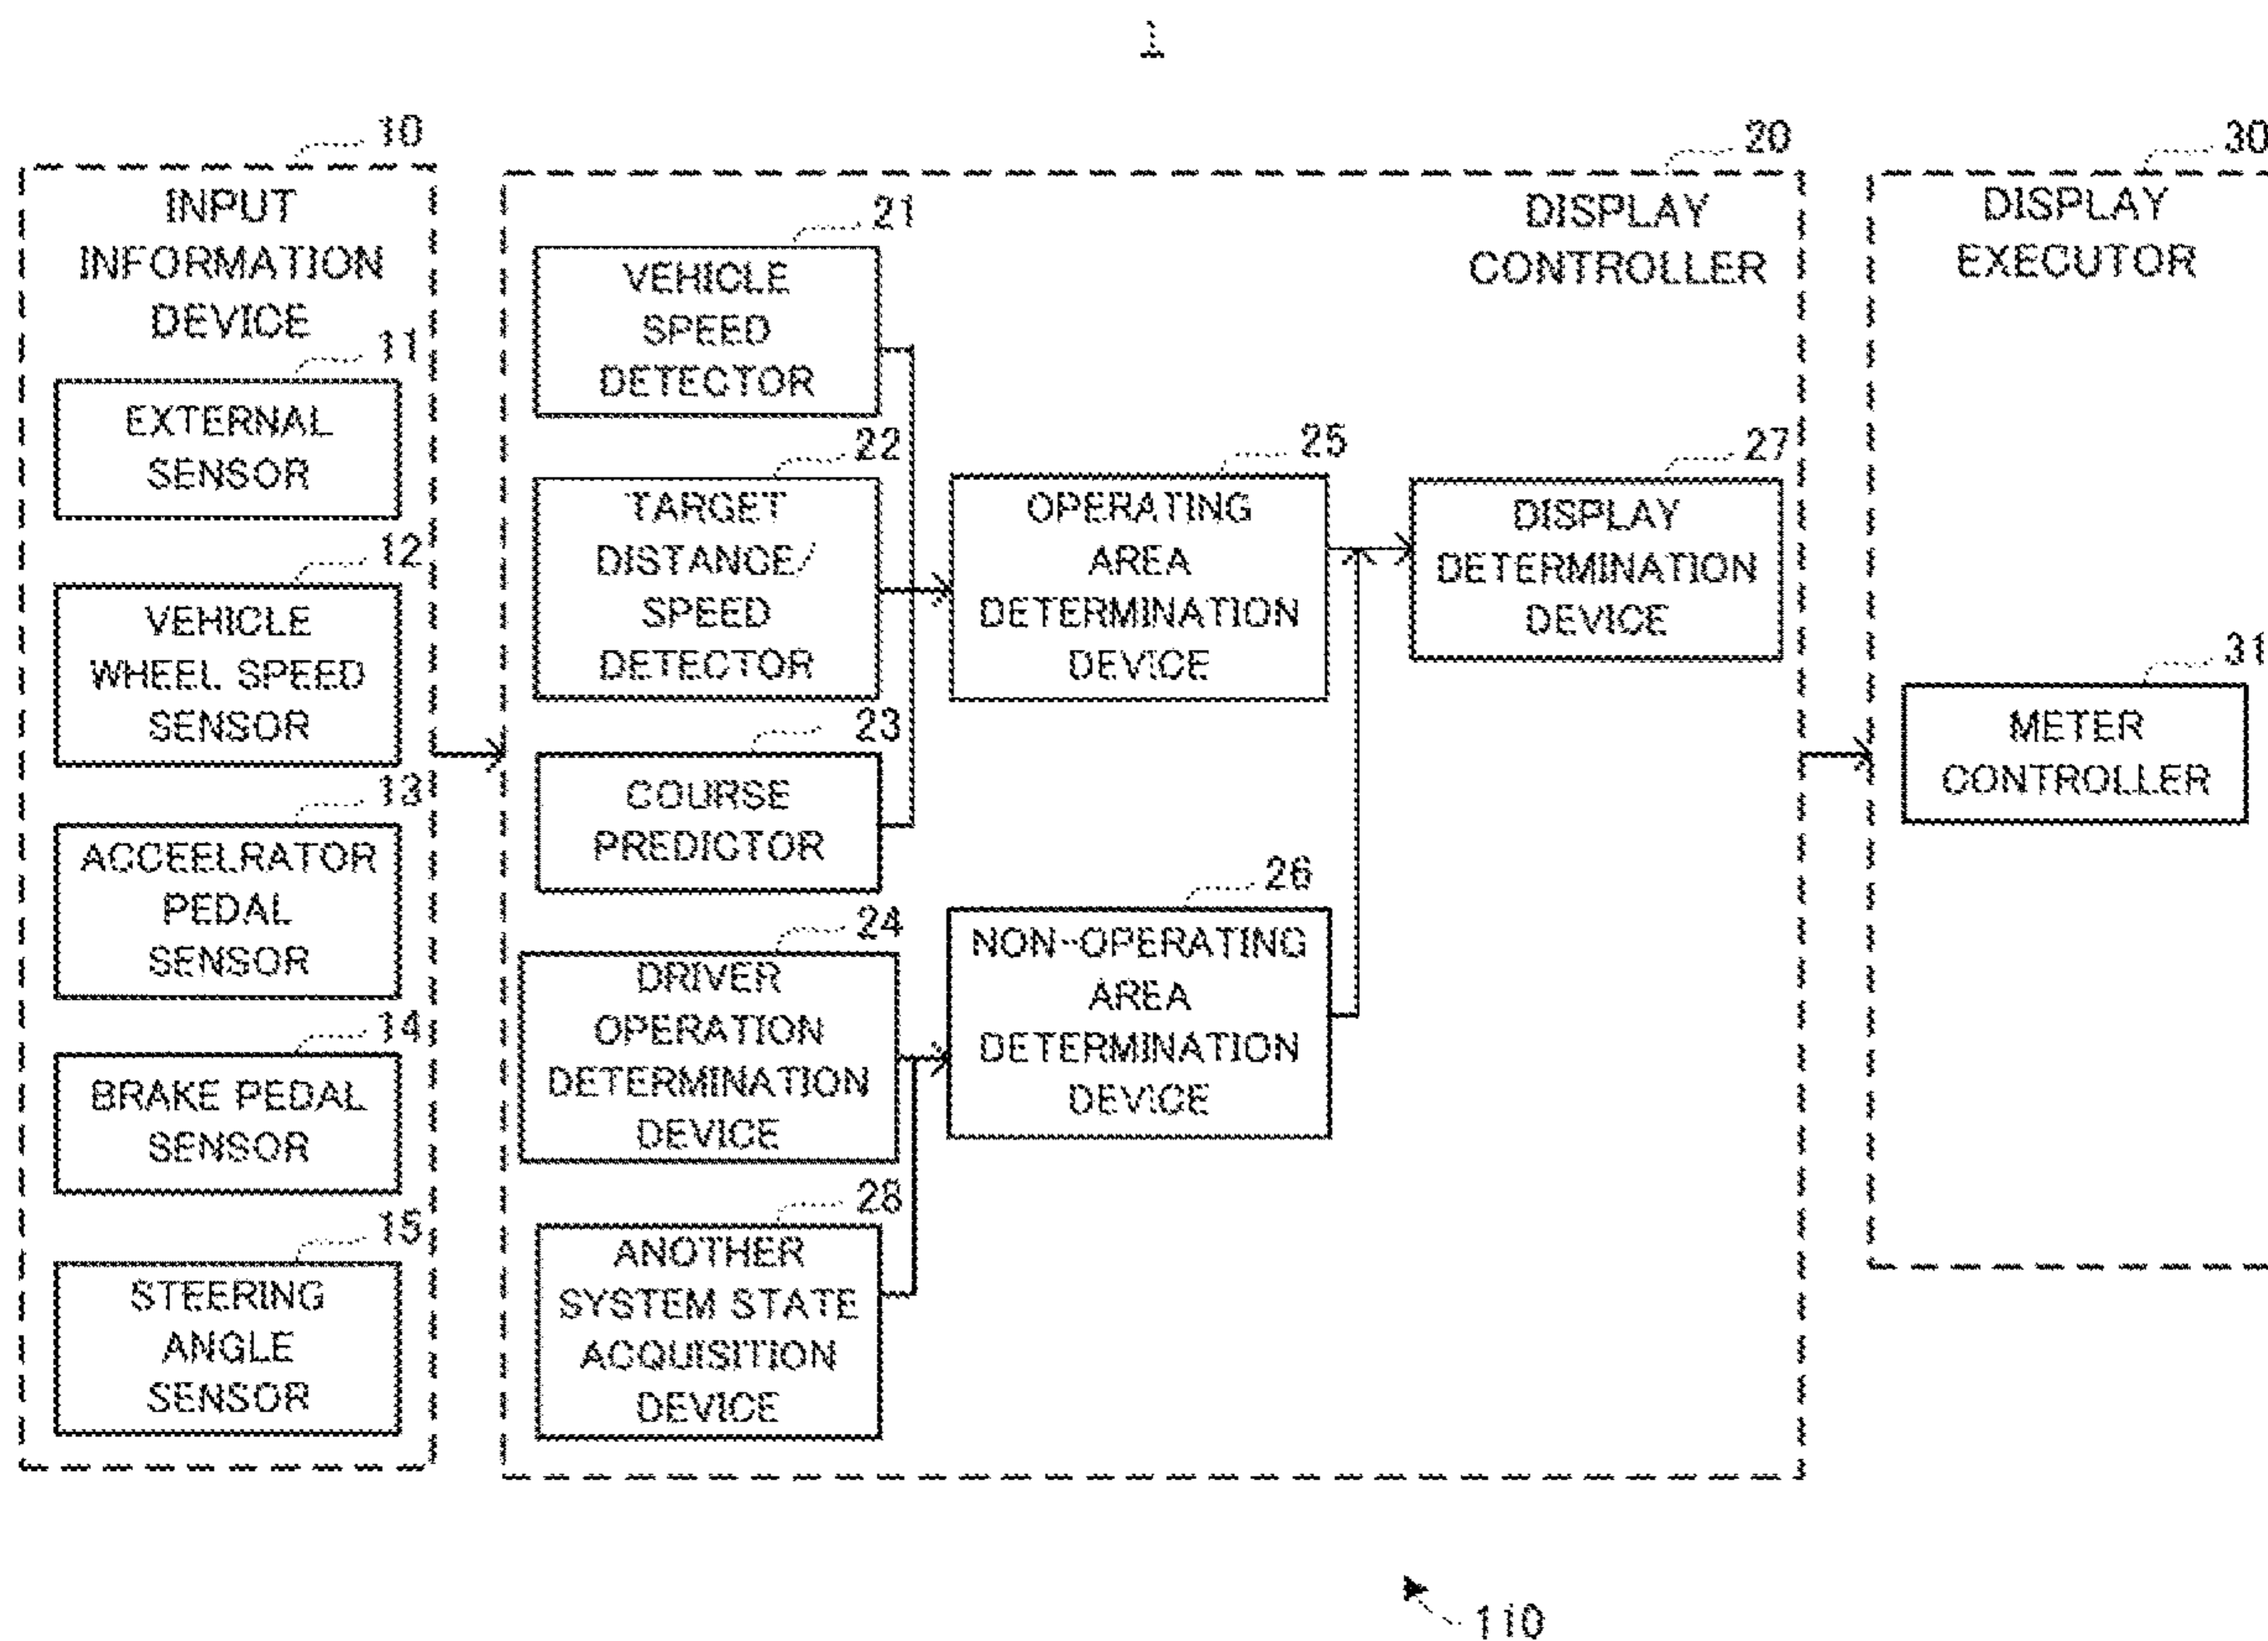 1
10
INPUT
INFORMATION
DEVICE
11
EXTERNAL
SENSOR
12
VEHICLE
WHEEL SPEED
SENSOR
13
ACCEELRATOR
PEDAL
SENSOR
14
BRAKE PEDAL
SENSOR
15
STEERING
ANGLE
SENSOR
20
DISPLAY
CONTROLLER
21
VEHICLE
SPEED
DETECTOR
22
TARGET
DISTANCE/
SPEED
DETECTOR
23
COURSE
PREDICTOR
24
DRIVER
OPERATION
DETERMINATION
DEVICE
28
ANOTHER
SYSTEM STATE
ACQUISITION
DEVICE
25
OPERATING
AREA
DETERMINATION
DEVICE
26
NON-OPERATING
AREA
DETERMINATION
DEVICE
27
DISPLAY
DETERMINATION
DEVICE
30
DISPLAY
EXECUTOR
31
METER
CONTROLLER
110